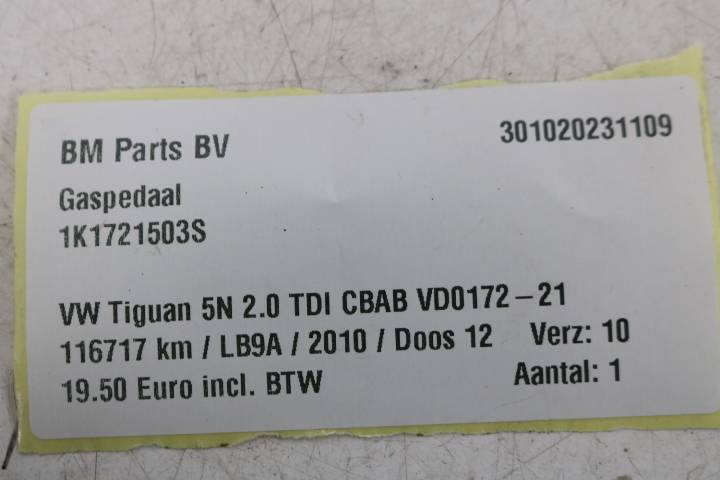 BM Parts BV 301020231109
Gaspedaal
1K1721503S
VW Tiguan 5N 2.0 TDI CBAB VD0172-21
116717 km / LB9A / 2010 / Doos 12 Verz: 10
19.50 Euro incl. BTW Aantal: 1